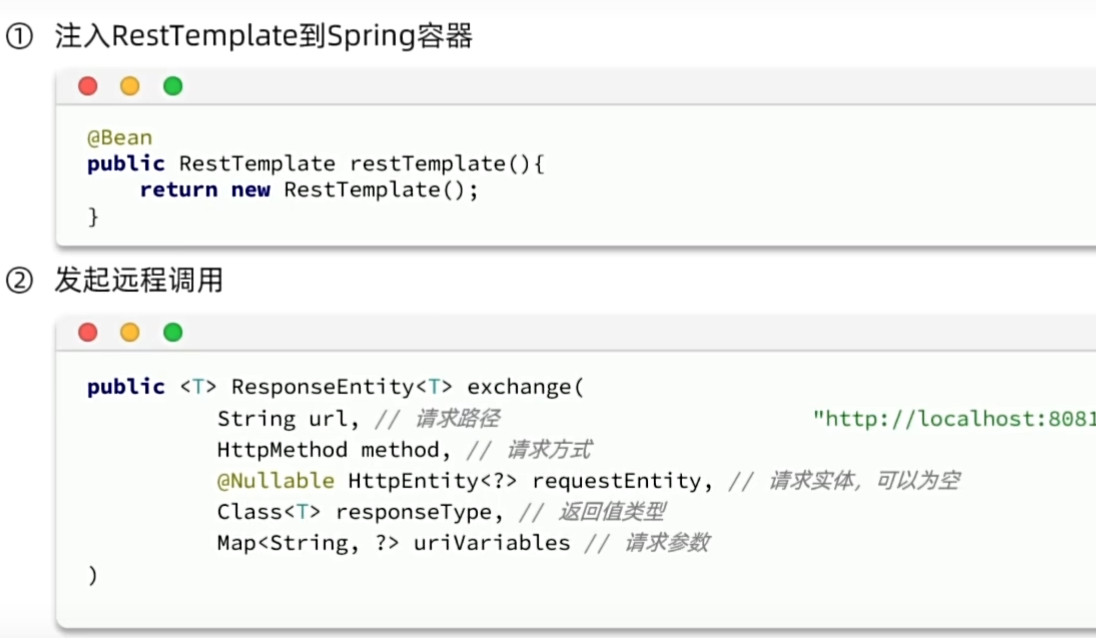 ① 注入RestTemplate到Spring容器
@Bean
public RestTemplate restTemplate(){
return new RestTemplate();
}
② 发起远程调用
public <T> ResponseEntity<T> exchange(
String url, // 请求路径 "http://localhost:8081
HttpMethod method, // 请求方式
@Nullable HttpEntity<?> requestEntity, // 请求实体，可以为空
Class<T> responseType, // 返回值类型
Map<String, ?> uriVariables // 请求参数
)